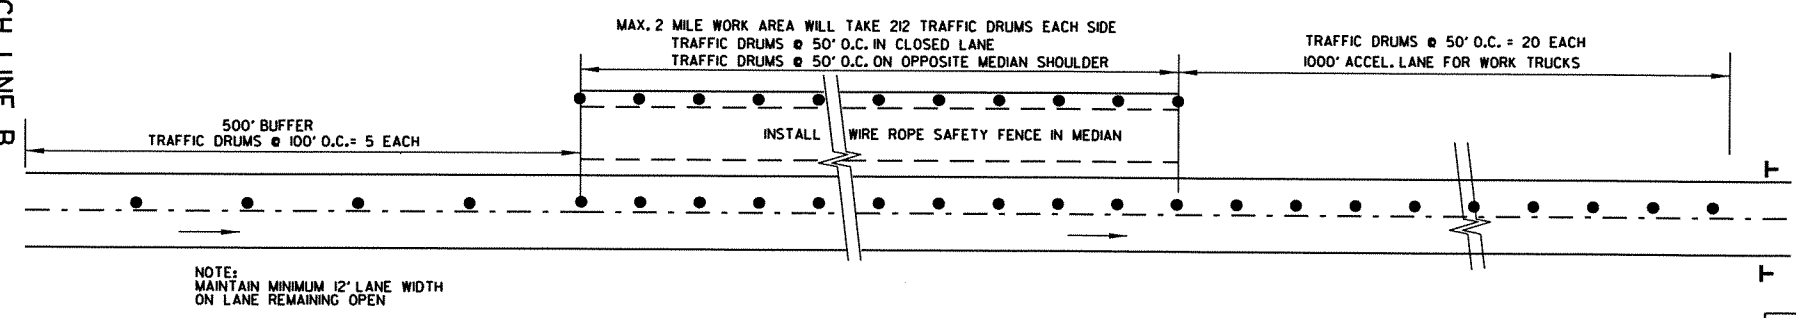 CH LINE B
MAX. 2 MILE WORK AREA WILL TAKE 212 TRAFFIC DRUMS EACH SIDE
TRAFFIC DRUMS @ 50' O.C. IN CLOSED LANE
TRAFFIC DRUMS @ 50' O.C. ON OPPOSITE MEDIAN SHOULDER
TRAFFIC DRUMS @ 50' O.C. = 20 EACH
1000' ACCEL. LANE FOR WORK TRUCKS
500' BUFFER
TRAFFIC DRUMS @ 100' O.C.= 5 EACH
INSTALL WIRE ROPE SAFETY FENCE IN MEDIAN
NOTE:
MAINTAIN MINIMUM 12' LANE WIDTH
ON LANE REMAINING OPEN